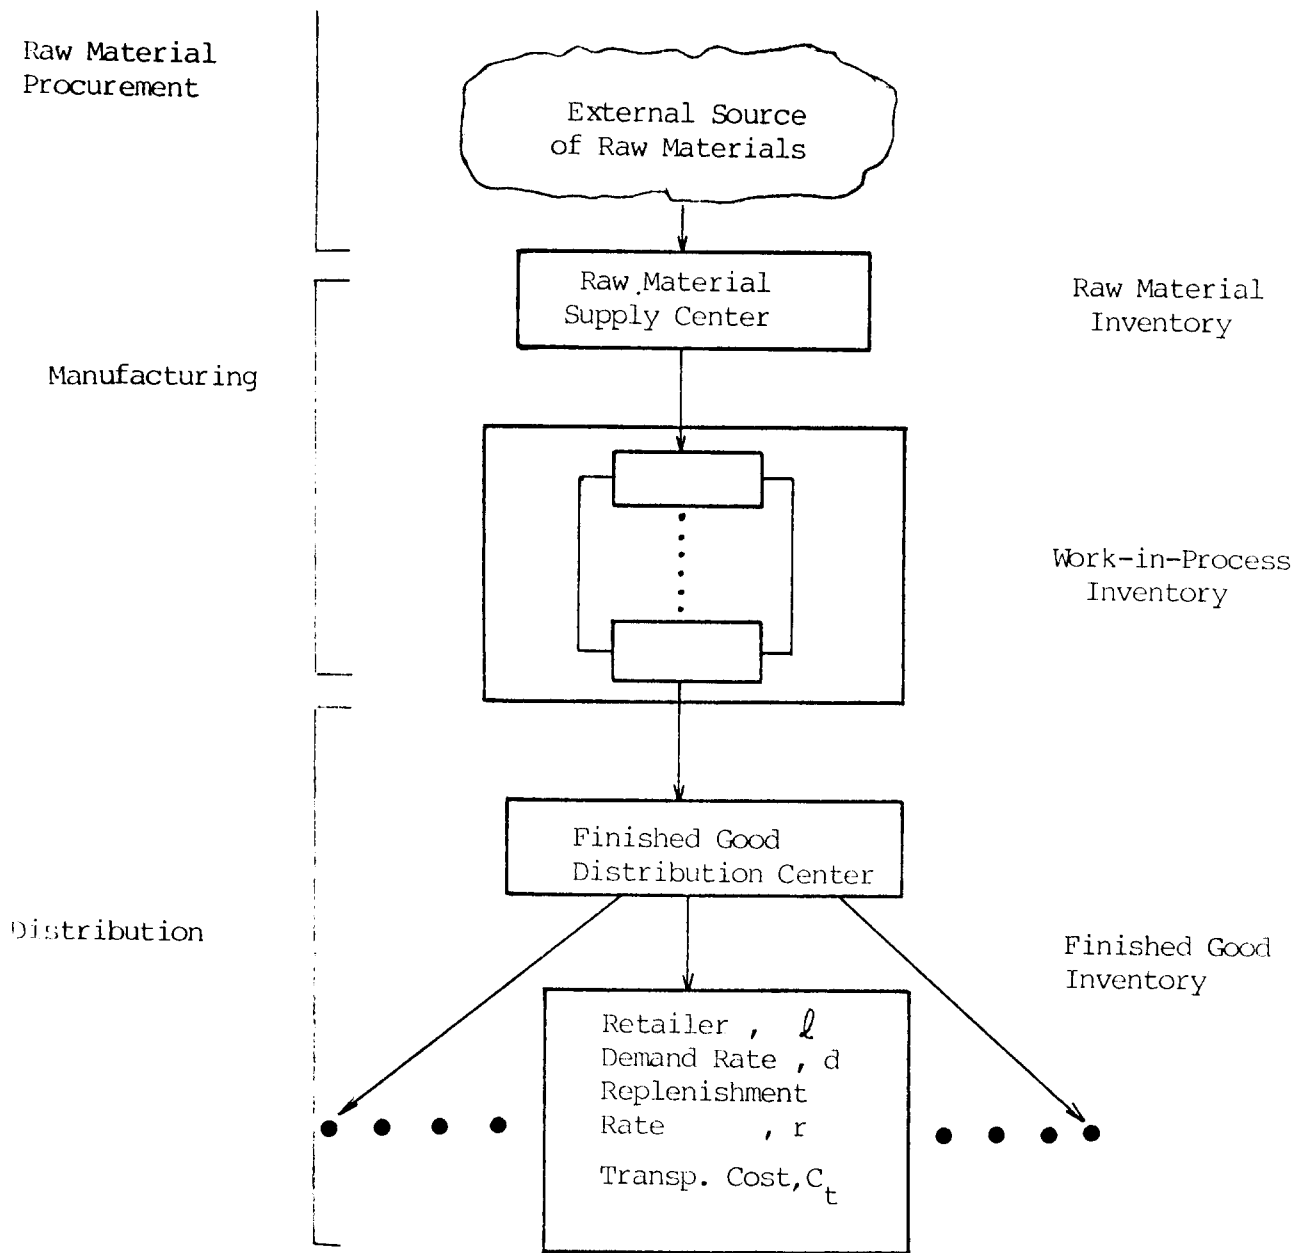 Raw Material
Procurement
External Source
of Raw Materials
Raw Material
Supply Center
Raw Material
Inventory
Manufacturing
Work-in-Process
Inventory
Finished Good
Distribution Center
Distribution
Finished Good
Inventory
Retailer , ℓ
Demand Rate , d
Replenishment
Rate , r
Transp. Cost, C_t